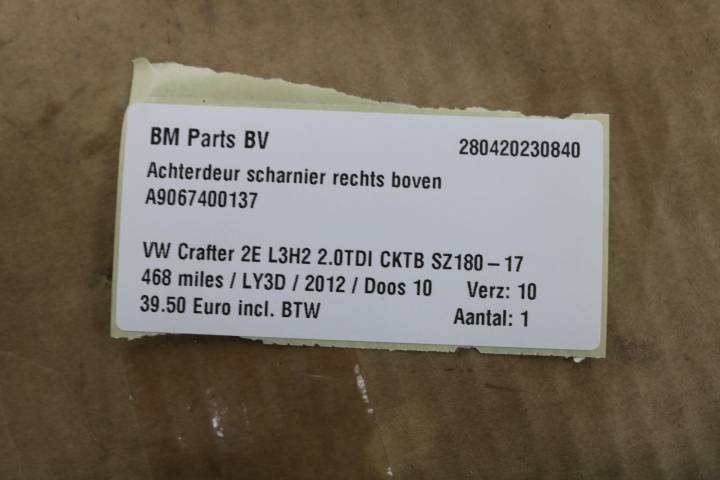 BM Parts BV 280420230840
Achterdeur scharnier rechts boven
A9067400137
VW Crafter 2E L3H2 2.0TDI CKTB SZ180-17
468 miles / LY3D / 2012 / Doos 10 Verz: 10
39.50 Euro incl. BTW Aantal: 1